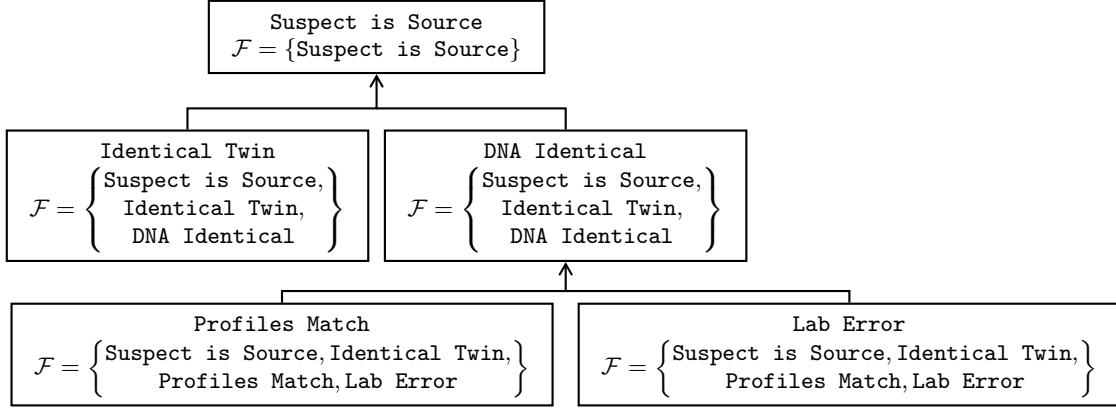 Suspect is Source
ℱ = {Suspect is Source}
Identical Twin
ℱ = {Suspect is Source,
Identical Twin,
DNA Identical}
DNA Identical
ℱ = {Suspect is Source,
Identical Twin,
DNA Identical}
Profiles Match
ℱ = {Suspect is Source, Identical Twin,
Profiles Match, Lab Error}
Lab Error
ℱ = {Suspect is Source, Identical Twin,
Profiles Match, Lab Error}